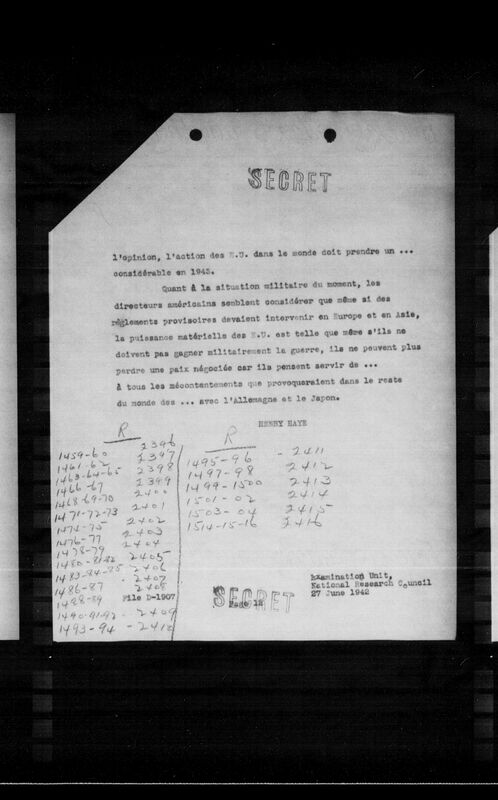 SECRET
l'opinion, l'action des E.U. dans le monde doit prendre un ...
considérable en 1943.
Quant à la situation militaire du moment, les
directeurs américains semblent considérer que même si des
règlements provisoires devaient intervenir en Europe et en Asie,
la puissance matérielle des E.U. est telle que même s'ils ne
doivent pas gagner militairement la guerre, ils ne peuvent plus
perdre une paix négociée car ils pensent servir de ...
à tous les mécontentements que provoqueraient dans le reste
du monde des ... avec l'Allemagne et le Japon.
HENRY HAYE
R
1459-60 2396
1461-62 2397
1463-64-65 2398
1466-67 2399
1468-69-70 2400
1471-72-73 2401
1474-75 2402
1476-77 2403
1478-79 2404
1480-81-82 2405
1483-84-85 2406
1486-87 2407
1488-89 2408
1490-91-92 - 2409
1493-94 - 2410
R
1495-96 - 2411
1497-98 2412
1499-1500 2413
1501-02 2414
1503-04 2415
1514-15-16 2416
File D-1907
SECRET
Page 12
Examination Unit,
National Research Council
27 June 1942